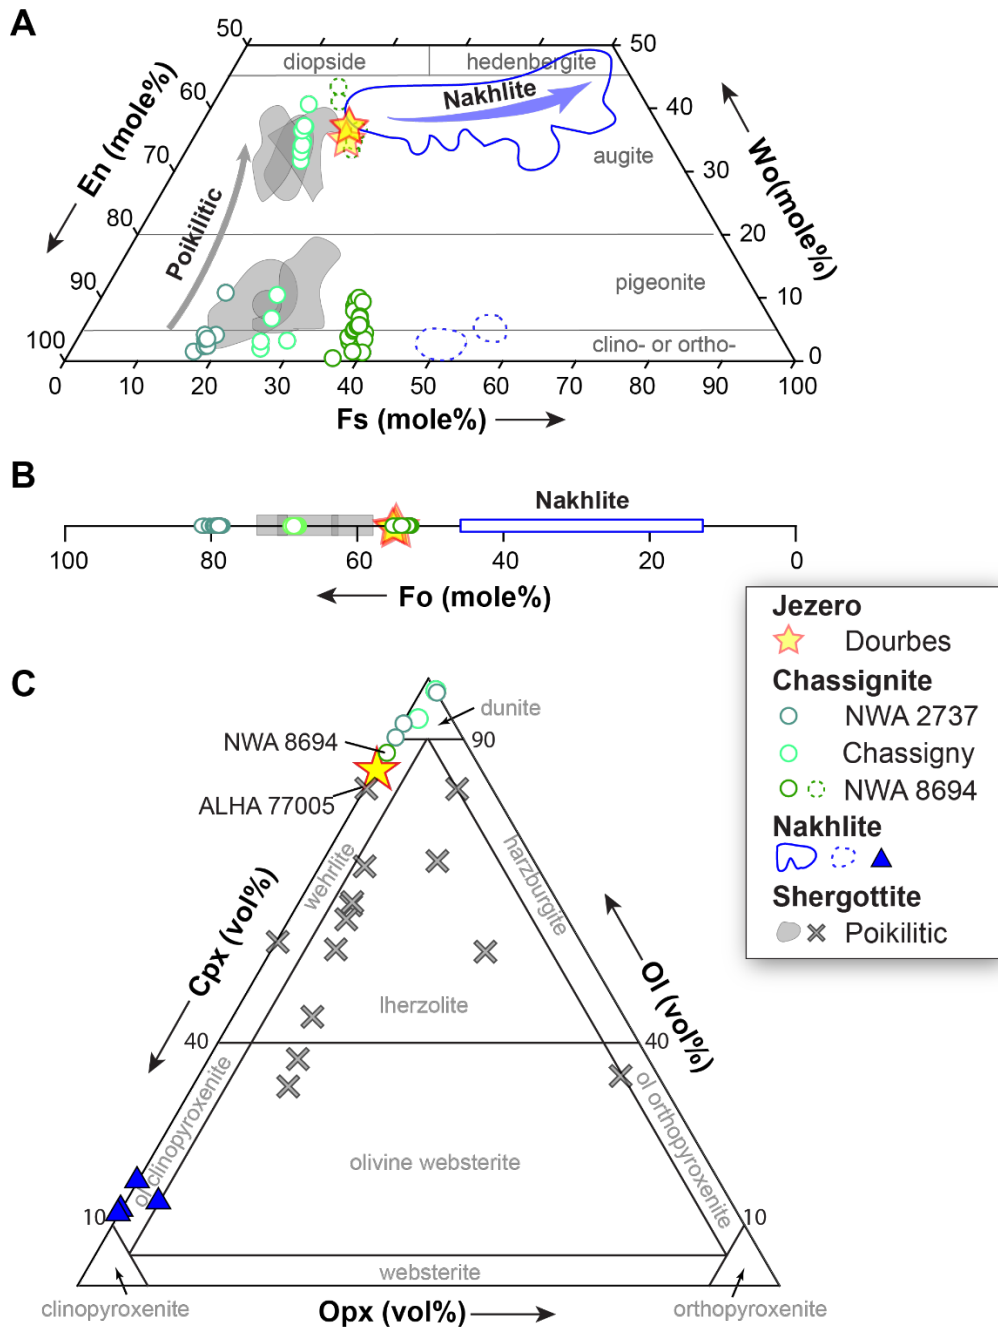 A
50
50
diopside
hedenbergite
60
Nakhlite
40
En (mole%)
Wo(mole%)
70
augite
30
Poikilitic
80
20
90
pigeonite
10
100
clino- or ortho-
0
0
10
20
30
40
50
60
70
80
90
100
Fs (mole%)
B
Nakhlite
100
80
60
40
20
0
Fo (mole%)
Jezero
Dourbes
Chassignite
NWA 2737
Chassigny
NWA 8694
Nakhlite
Shergottite
Poikilitic
C
dunite
NWA 8694
90
ALHA 77005
wehrlite
harzburgite
Cpx (vol%)
Ol (vol%)
lherzolite
40
40
ol clinopyroxenite
ol orthopyroxenite
olivine websterite
10
10
websterite
clinopyroxenite
Opx (vol%)
orthopyroxenite